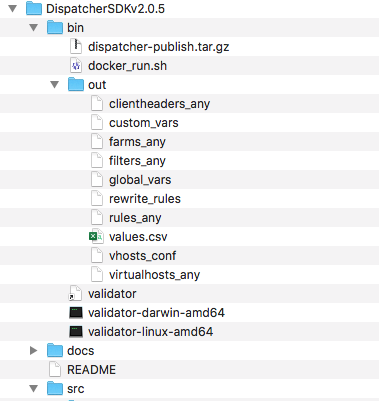 DispatcherSDKv2.0.5
bin
dispatcher-publish.tar.gz
docker_run.sh
out
clientheaders_any
custom_vars
farms_any
filters_any
global_vars
rewrite_rules
rules_any
values.csv
vhosts_conf
virtualhosts_any
validator
validator-darwin-amd64
validator-linux-amd64
docs
README
src